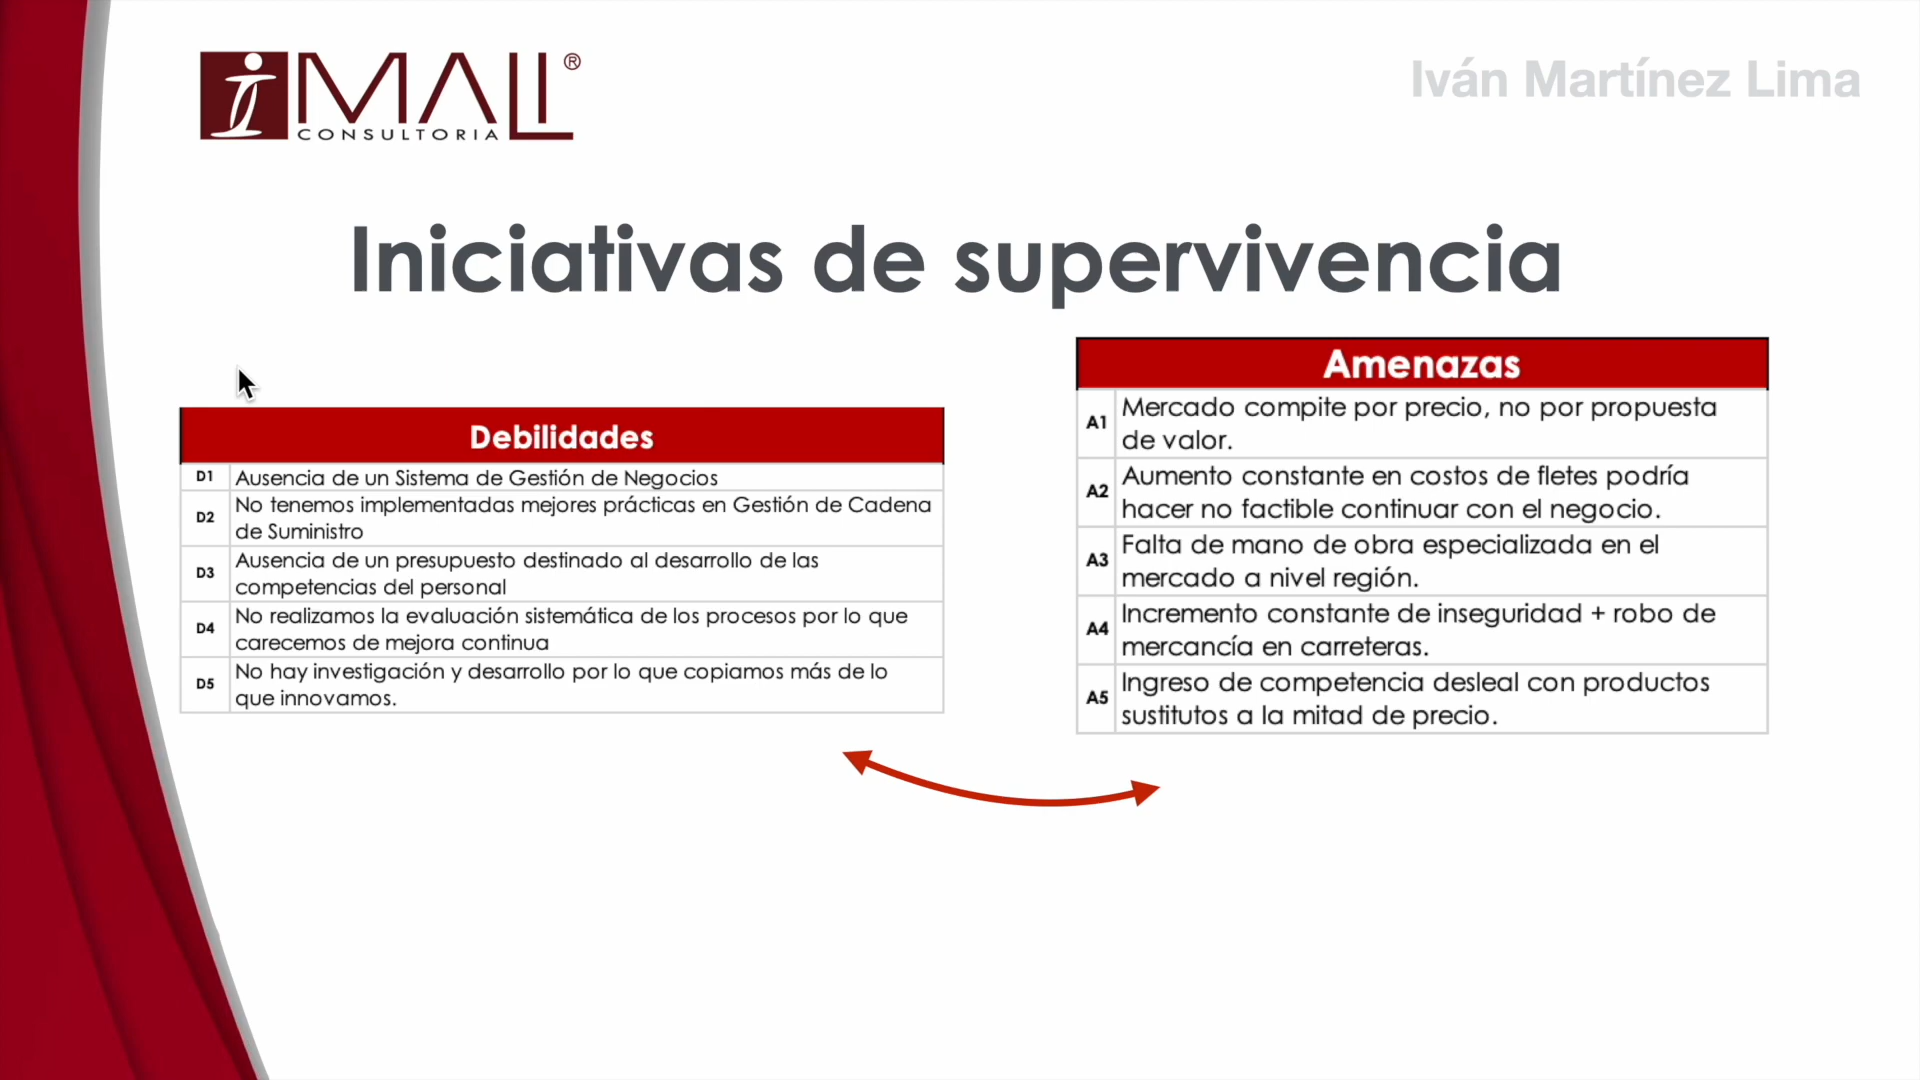 iMALI®
CONSULTORIA
Iván Martínez Lima
Iniciativas de supervivencia
Debilidades
D1 Ausencia de un Sistema de Gestión de Negocios
D2 No tenemos implementadas mejores prácticas en Gestión de Cadena
de Suministro
D3 Ausencia de un presupuesto destinado al desarrollo de las
competencias del personal
D4 No realizamos la evaluación sistemática de los procesos por lo que
carecemos de mejora continua
D5 No hay investigación y desarrollo por lo que copiamos más de lo
que innovamos.
Amenazas
A1 Mercado compite por precio, no por propuesta
de valor.
A2 Aumento constante en costos de fletes podría
hacer no factible continuar con el negocio.
A3 Falta de mano de obra especializada en el
mercado a nivel región.
A4 Incremento constante de inseguridad + robo de
mercancía en carreteras.
A5 Ingreso de competencia desleal con productos
sustitutos a la mitad de precio.